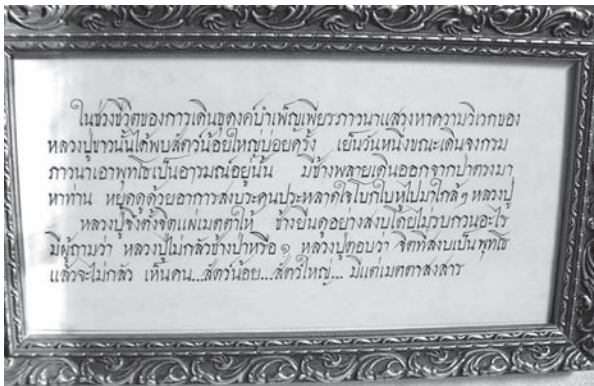 ในช่วงชีวิตของการเดินธุดงค์บำเพ็ญเพียรภาวนาแสวงหาความวิเวกของ
หลวงปู่ขาวนั้นได้พบสัตว์น้อยใหญ่บ่อยครั้ง เย็นวันหนึ่งขณะเดินจงกรม
ภาวนาเอาพุทโธเป็นอารมณ์อยู่นั้น มีช้างพลายเดินออกจากป่าตรงมา
หาท่าน หยุดดูด้วยอาการสงบระคนประหลาดใจโบกใบหูไปมาใกล้ๆ หลวงปู่
หลวงปู่จึงตั้งจิตแผ่เมตตาให้ ช้างยืนดูอย่างสงบโดยไม่รบกวนอะไร
มีผู้ถามว่า หลวงปู่ไม่กลัวช้างป่าหรือ ๆ หลวงปู่ตอบว่า จิตที่สงบเป็นพุทโธ
แล้วจะไม่กลัว เห็นคน...สัตว์น้อย...สัตว์ใหญ่... มีแต่เมตตาสงสาร